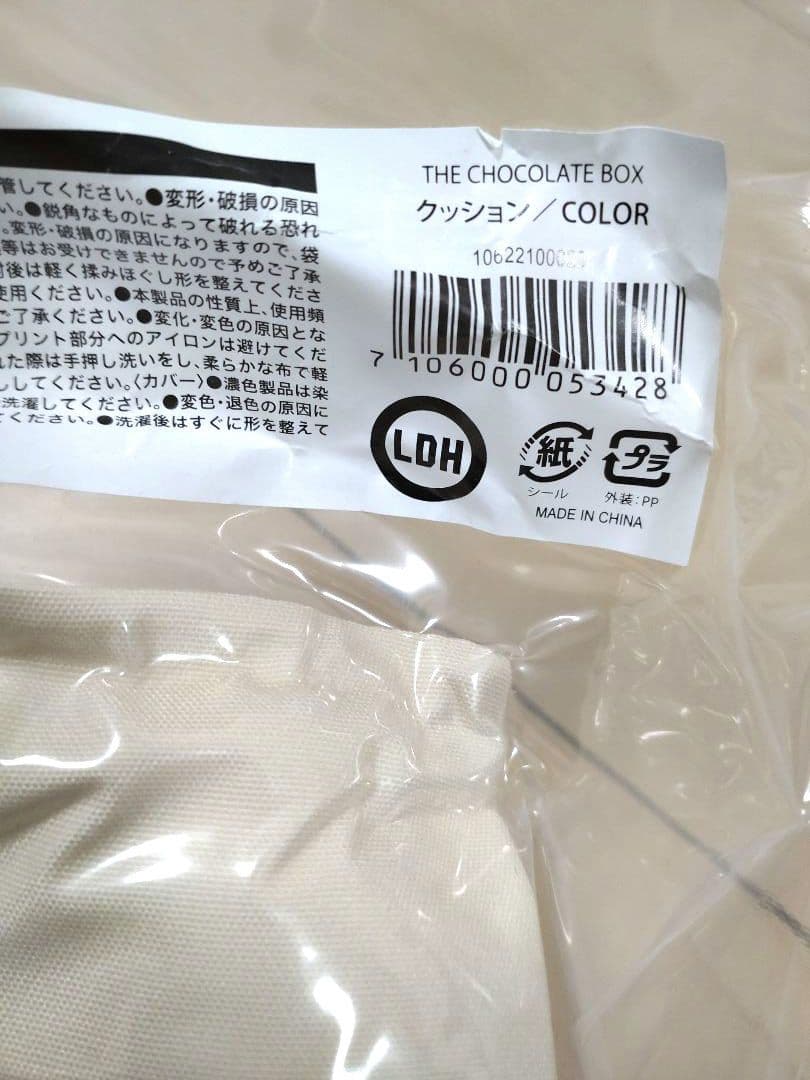 管してください。●変形・破損の原因
い。●鋭角なものによって破れる恐れ
。変形・破損の原因になりますので、袋
等はお受けできませんので予めご了承
封後は軽く揉みほぐし形を整えてくださ
使用ください。●本製品の性質上、使用頻
ご了承ください。●変化・変色の原因とな
プリント部分へのアイロンは避けてくだ
れた際は手押し洗いをし、柔らかな布で軽
ししてください。〈カバー〉●濃色製品は染
洗濯してください。●変色・退色の原因に
てください。●洗濯後はすぐに形を整えて
THE CHOCOLATE BOX
クッション／COLOR
7 106000 053428
LDH
紙
シール
プラ
外装：PP
MADE IN CHINA